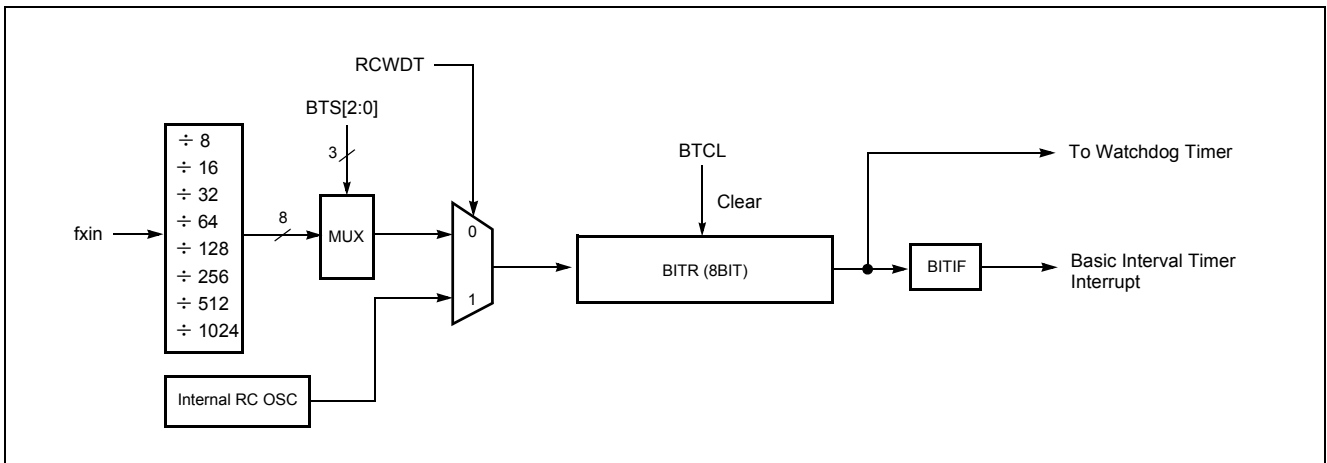 RCWDT
BTS[2:0]
3
÷ 8
÷ 16
÷ 32
÷ 64
÷ 128
÷ 256
÷ 512
÷ 1024
fxin
8
MUX
0
1
Internal RC OSC
BTCL
Clear
BITR (8BIT)
To Watchdog Timer
BITIF
Basic Interval Timer
Interrupt